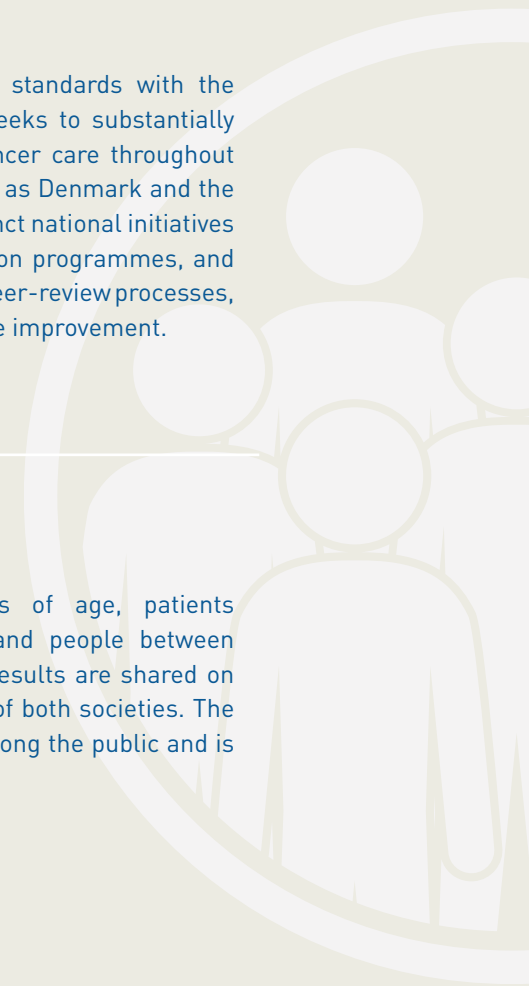 standards with the
eeks to substantially
ncer care throughout
as Denmark and the
nct national initiatives
on programmes, and
eer-review processes,
e improvement.
s of age, patients
and people between
esults are shared on
of both societies. The
ong the public and is